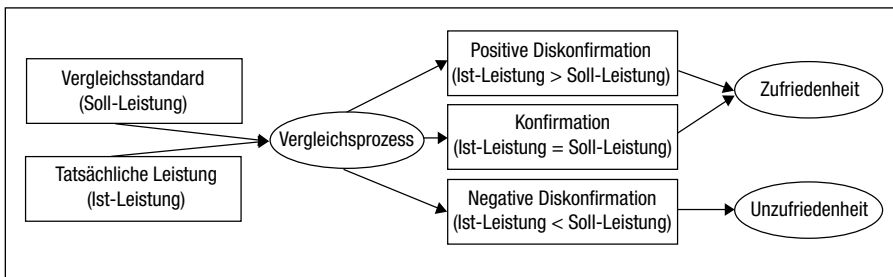 Vergleichsstandard
(Soll-Leistung)
Tatsächliche Leistung
(Ist-Leistung)
Vergleichsprozess
Positive Diskonfirmation
(Ist-Leistung > Soll-Leistung)
Konfirmation
(Ist-Leistung = Soll-Leistung)
Negative Diskonfirmation
(Ist-Leistung < Soll-Leistung)
Zufriedenheit
Unzufriedenheit